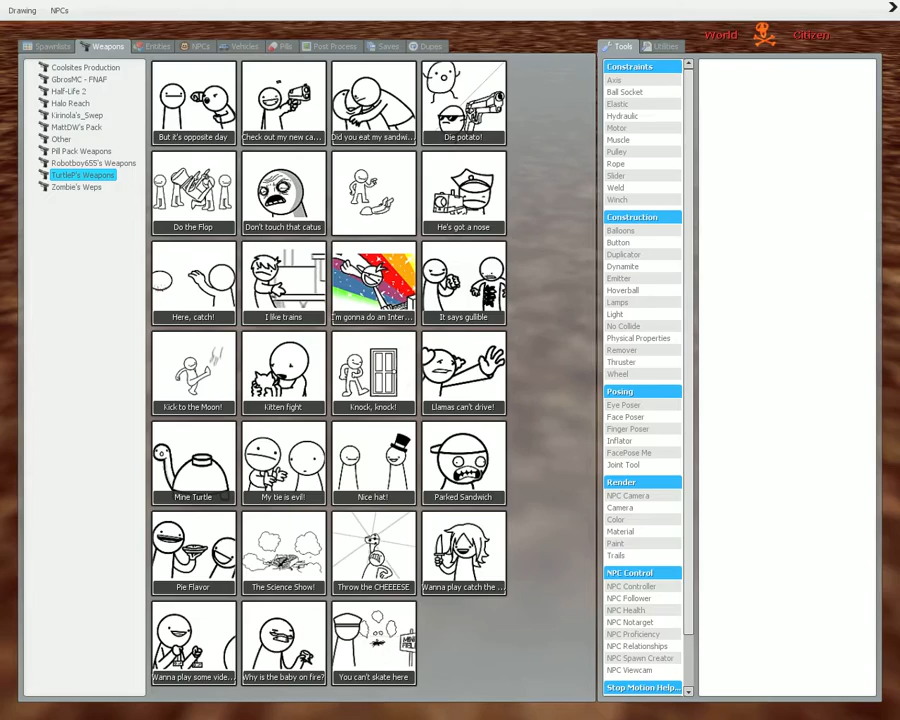 Drawing NPCs
World Citizen
Spawnlists Weapons Entities NPCs Vehicles Pills Post Process Saves Dupes
Tools Utilities
Coolsites Production
GbrosMC - FNAF
Half-Life 2
Halo Reach
Kirinola's_Swep
MattDW's Pack
Other
Pill Pack Weapons
Robotboy655's Weapons
TurtleP's Weapons
Zombie's Weps
But it's opposite day
Check out my new ca...
Did you eat my sandwi...
Die potato!
Do the Flop
Don't touch that catus
He's got a nose
Here, catch!
I like trains
I'm gonna do an Inter...
It says gullible
Kick to the Moon!
Kitten fight
Knock, knock!
Llamas can't drive!
Mine Turtle
My tie is evil!
Nice hat!
Parked Sandwich
Pie Flavor
The Science Show!
Throw the CHEEEESE
Wanna play catch the ...
Wanna play some vide...
Why is the baby on fire?
You can't skate here
Constraints
Axis
Ball Socket
Elastic
Hydraulic
Motor
Muscle
Pulley
Rope
Slider
Weld
Winch
Construction
Balloons
Button
Duplicator
Dynamite
Emitter
Hoverball
Lamps
Light
No Collide
Physical Properties
Remover
Thruster
Wheel
Posing
Eye Poser
Face Poser
Finger Poser
Inflator
FacePose Me
Joint Tool
Render
NPC Camera
Camera
Color
Material
Paint
Trails
NPC Control
NPC Controller
NPC Follower
NPC Health
NPC Notarget
NPC Proficiency
NPC Relationships
NPC Spawn Creator
NPC Viewcam
Stop Motion Help...